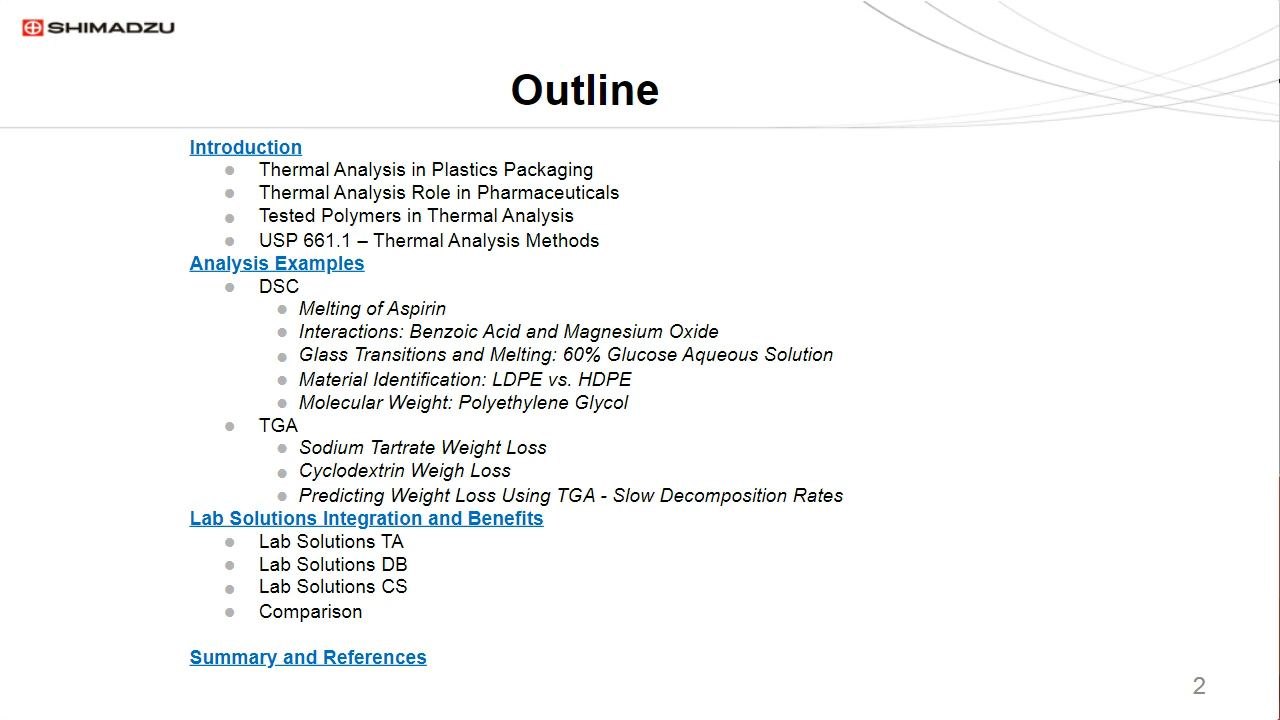 SHIMADZU
Outline
Introduction
Thermal Analysis in Plastics Packaging
Thermal Analysis Role in Pharmaceuticals
Tested Polymers in Thermal Analysis
USP 661.1 – Thermal Analysis Methods
Analysis Examples
DSC
Melting of Aspirin
Interactions: Benzoic Acid and Magnesium Oxide
Glass Transitions and Melting: 60% Glucose Aqueous Solution
Material Identification: LDPE vs. HDPE
Molecular Weight: Polyethylene Glycol
TGA
Sodium Tartrate Weight Loss
Cyclodextrin Weigh Loss
Predicting Weight Loss Using TGA - Slow Decomposition Rates
Lab Solutions Integration and Benefits
Lab Solutions TA
Lab Solutions DB
Lab Solutions CS
Comparison
Summary and References
2